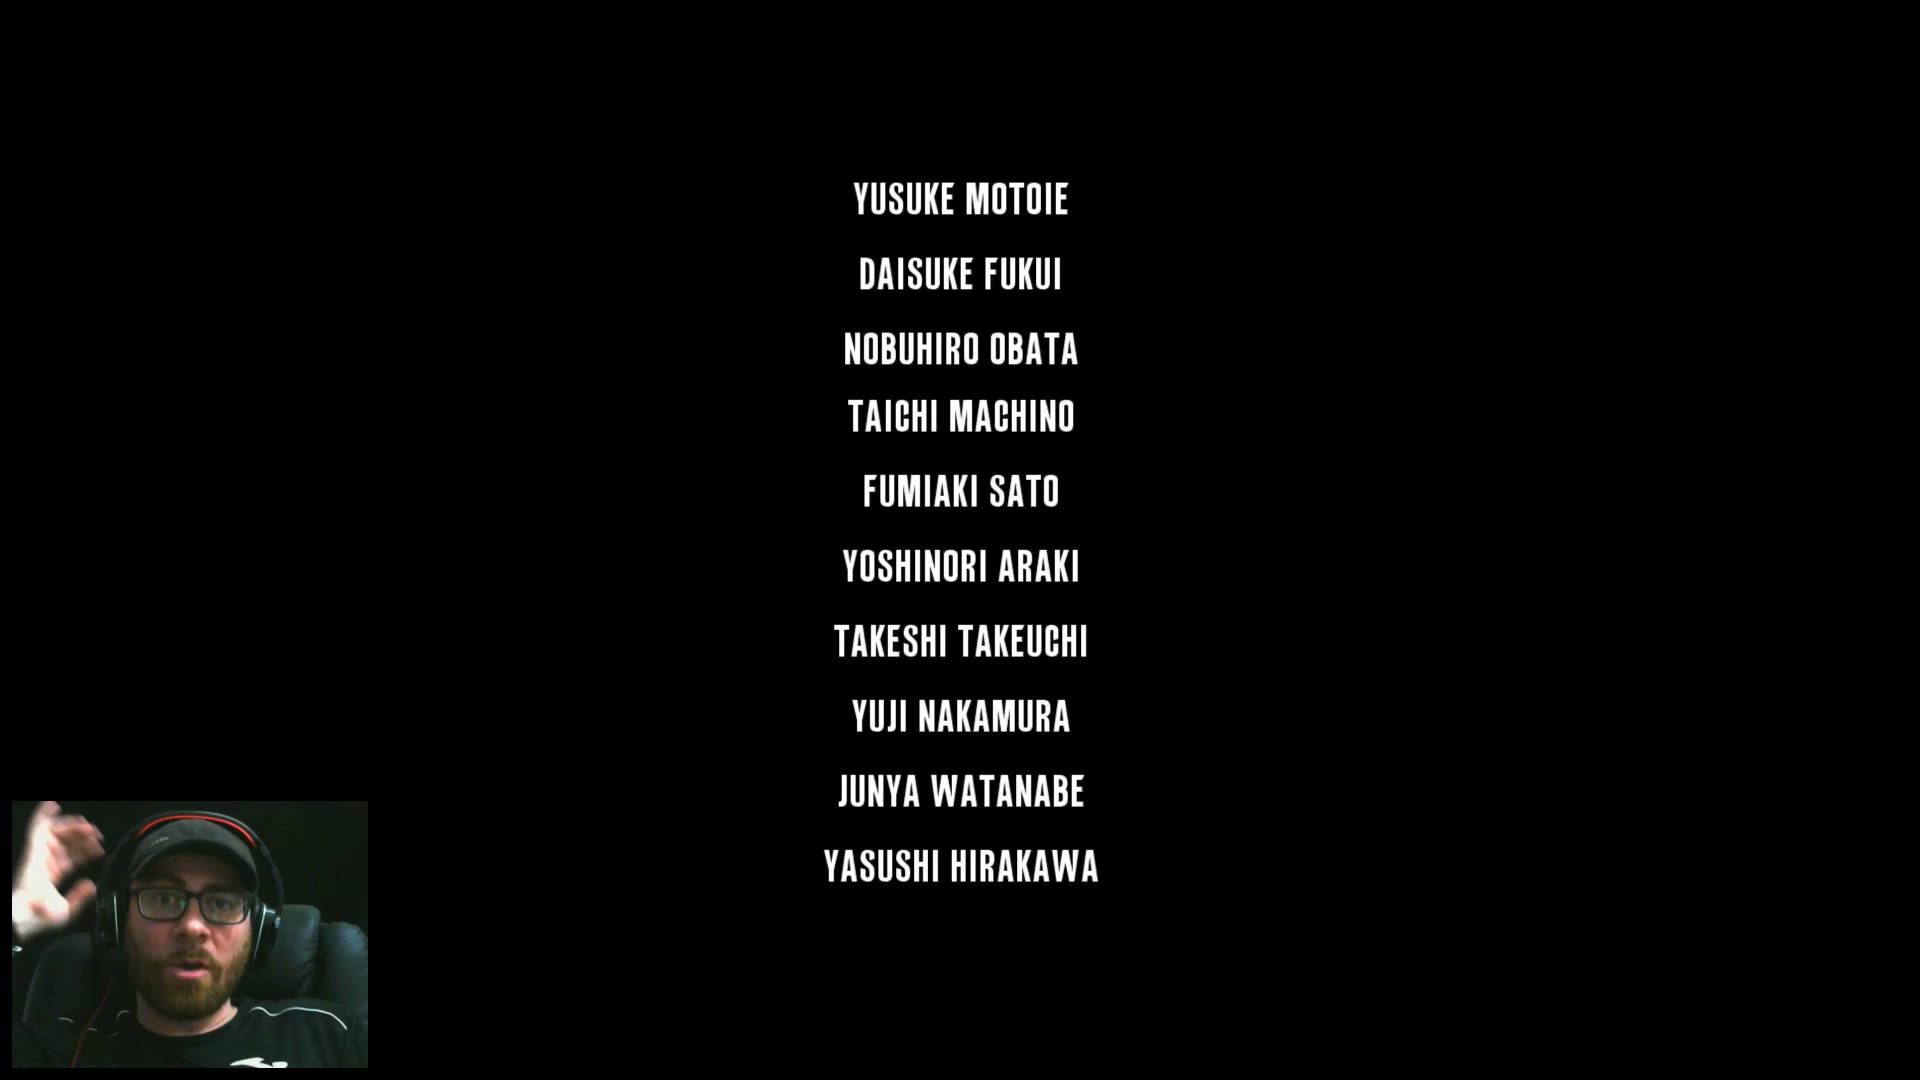 YUSUKE MOTOIE
DAISUKE FUKUI
NOBUHIRO OBATA
TAICHI MACHINO
FUMIAKI SATO
YOSHINORI ARAKI
TAKESHI TAKEUCHI
YUJI NAKAMURA
JUNYA WATANABE
YASUSHI HIRAKAWA